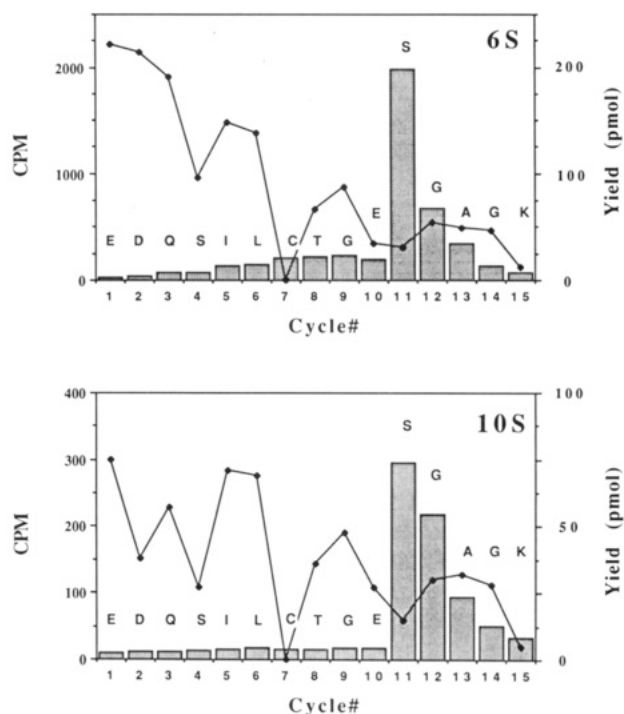 6S
CPM
Yield (pmol)
2000
1000
0
200
100
0
S
G
A G K
E
E D Q S I L C T G
1 2 3 4 5 6 7 8 9 10 11 12 13 14 15
Cycle#
10S
CPM
Yield (pmol)
400
300
200
100
0
100
50
0
S
G
A G K
E D Q S I L C T G E
1 2 3 4 5 6 7 8 9 10 11 12 13 14 15
Cycle#